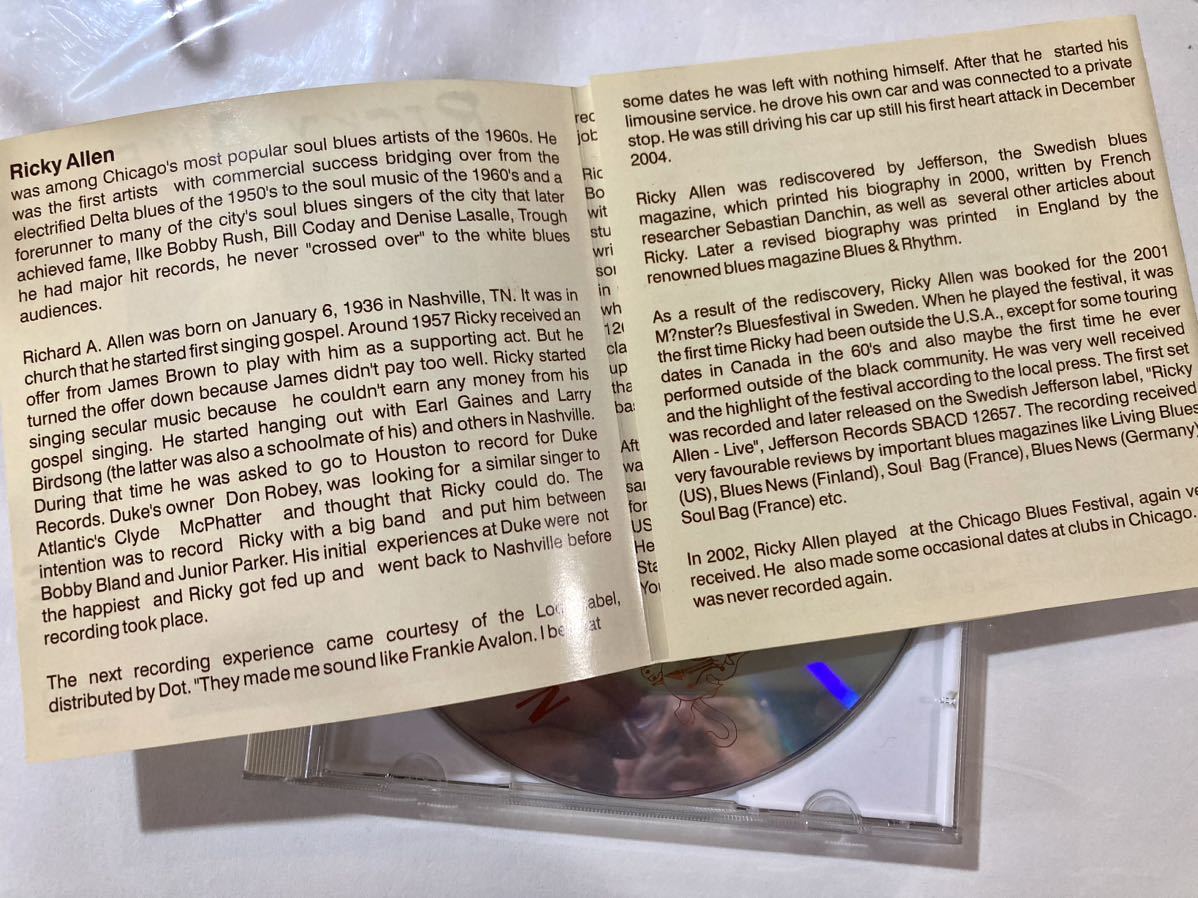 Ricky Allen
was among Chicago's most popular soul blues artists of the 1960s. He
was the first artists with commercial success bridging over from the
electrified Delta blues of the 1950's to the soul music of the 1960's and a
forerunner to many of the city's soul blues singers of the city that later
achieved fame, like Bobby Rush, Bill Coday and Denise Lasalle, Trough
he had major hit records, he never "crossed over" to the white blues
audiences.
Richard A. Allen was born on January 6, 1936 in Nashville, TN. It was in
church that he started first singing gospel. Around 1957 Ricky received an
offer from James Brown to play with him as a supporting act. But he
turned the offer down because James didn't pay too well. Ricky started
singing secular music because he couldn't earn any money from his
gospel singing. He started hanging out with Earl Gaines and Larry
Birdsong (the latter was also a schoolmate of his) and others in Nashville.
During that time he was asked to go to Houston to record for Duke
Records. Duke's owner Don Robey, was looking for a similar singer to
Atlantic's Clyde McPhatter and thought that Ricky could do. The
intention was to record Ricky with a big band and put him between
Bobby Bland and Junior Parker. His initial experiences at Duke were not
the happiest and Ricky got fed up and went back to Nashville before
recording took place.
The next recording experience came courtesy of the label,
distributed by Dot. "They made me sound like Frankie Avalon. I
rec
job
Ric
Bo
wit
stu
wri
in
wh
cla
up
tha
ba
Aft
wa
sar
for
US
He
Sta
You
some dates he was left with nothing himself. After that he started his
limousine service. he drove his own car and was connected to a private
stop. He was still driving his car up still his first heart attack in December
2004.
Ricky Allen was rediscovered by Jefferson, the Swedish blues
magazine, which printed his biography in 2000, written by French
researcher Sebastian Danchin, as well as several other articles about
Ricky. Later a revised biography was printed in England by the
renowned blues magazine Blues & Rhythm.
As a result of the rediscovery, Ricky Allen was booked for the 2001
M?nster?s Bluesfestival in Sweden. When he played the festival, it was
the first time Ricky had been outside the U.S.A., except for some touring
dates in Canada in the 60's and also maybe the first time he ever
performed outside of the black community. He was very well received
and the highlight of the festival according to the local press. The first set
was recorded and later released on the Swedish Jefferson label, "Ricky
Allen - Live", Jefferson Records SBACD 12657. The recording received
very favourable reviews by important blues magazines like Living Blues
(US), Blues News (Finland), Soul Bag (France), Blues News (Germany)
Soul Bag (France) etc.
In 2002, Ricky Allen played at the Chicago Blues Festival, again ve
received. He also made some occasional dates at clubs in Chicago.
was never recorded again.
N